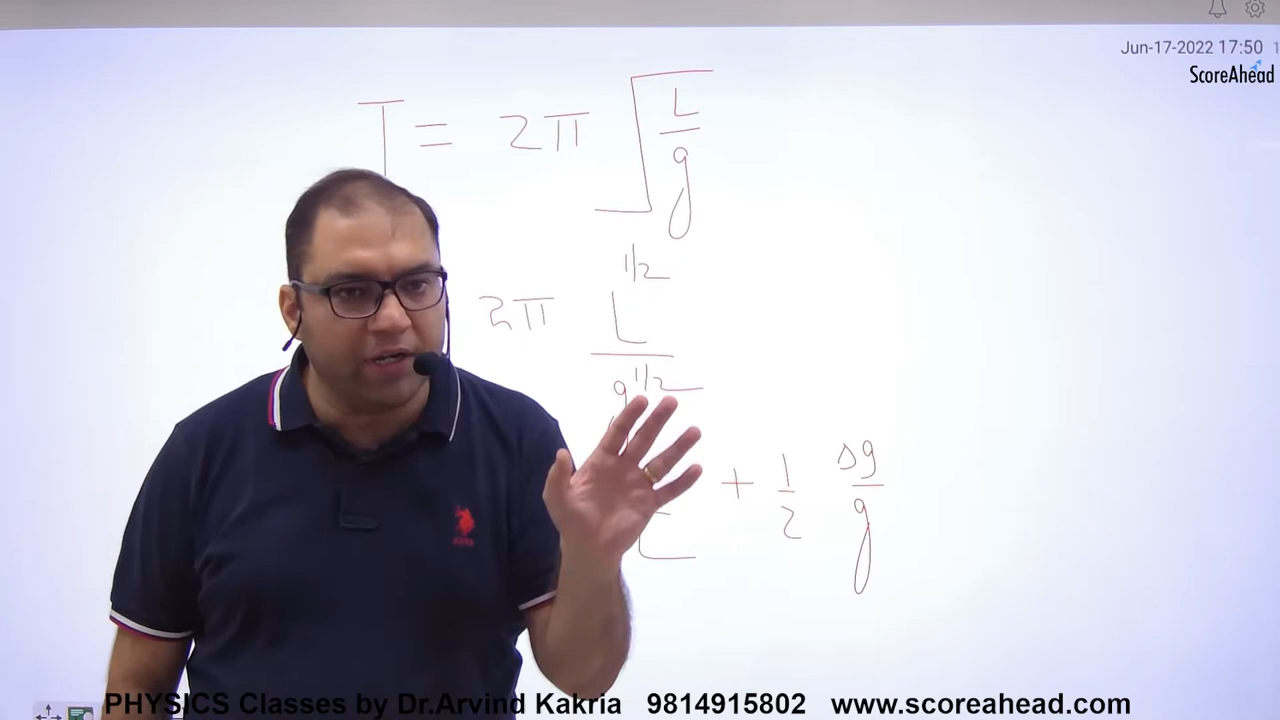 Jun-17-2022 17:50
ScoreAhead
T = 2π √(L/g)
2π L^1/2 / g^1/2
L + 1/2 Δg/g
PHYSICS Classes by Dr.Arvind Kakria 9814915802 www.scoreahead.com